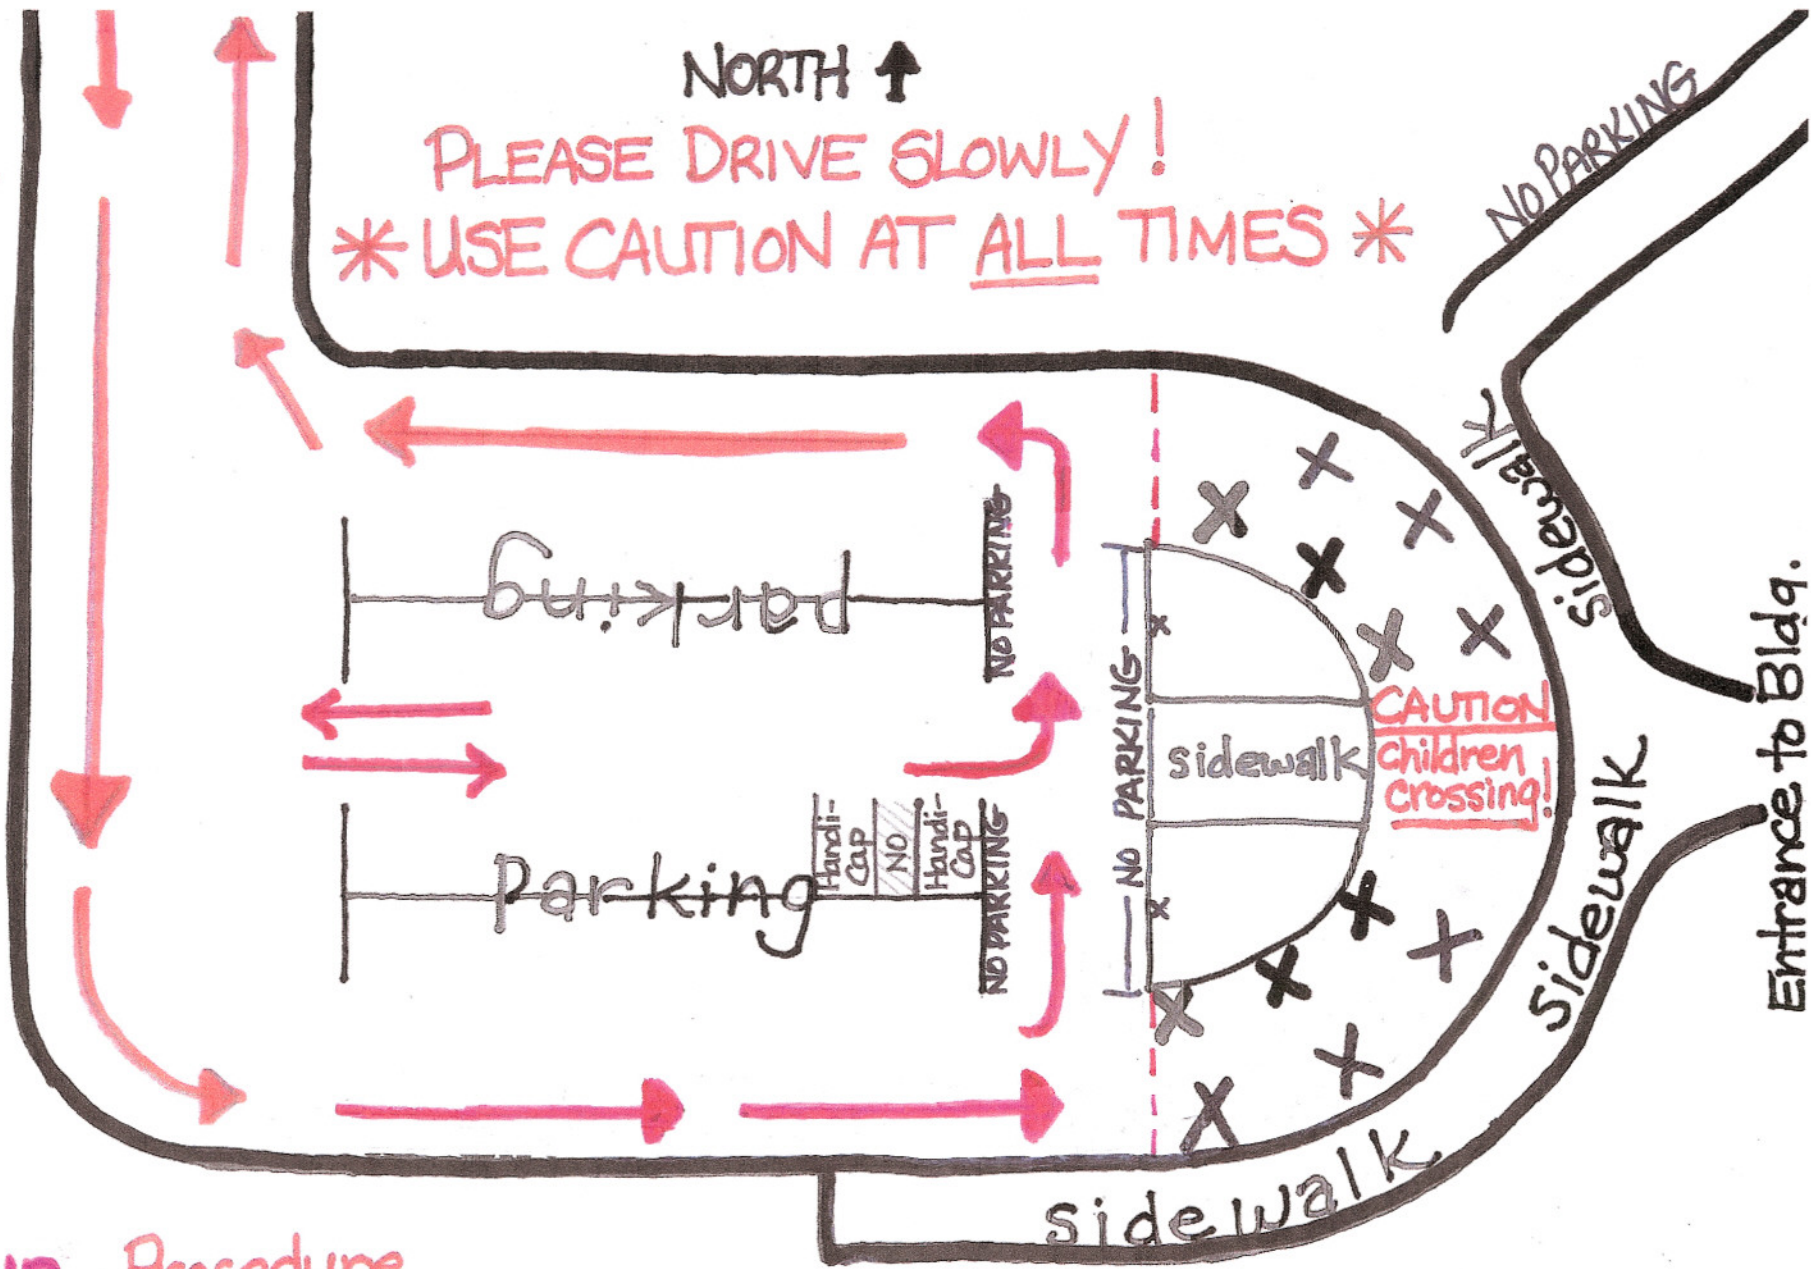 NORTH
PLEASE DRIVE SLOWLY!
* USE CAUTION AT ALL TIMES *
NO PARKING
sidewalk
Parking
NO PARKING
NO PARKING
sidewalk
CAUTION
Children
crossing!
Entrance to Bldg.
Parking
Handi-
Cap
NO
Handi-
Cap
NO PARKING
Sidewalk
sidewalk
Procedure